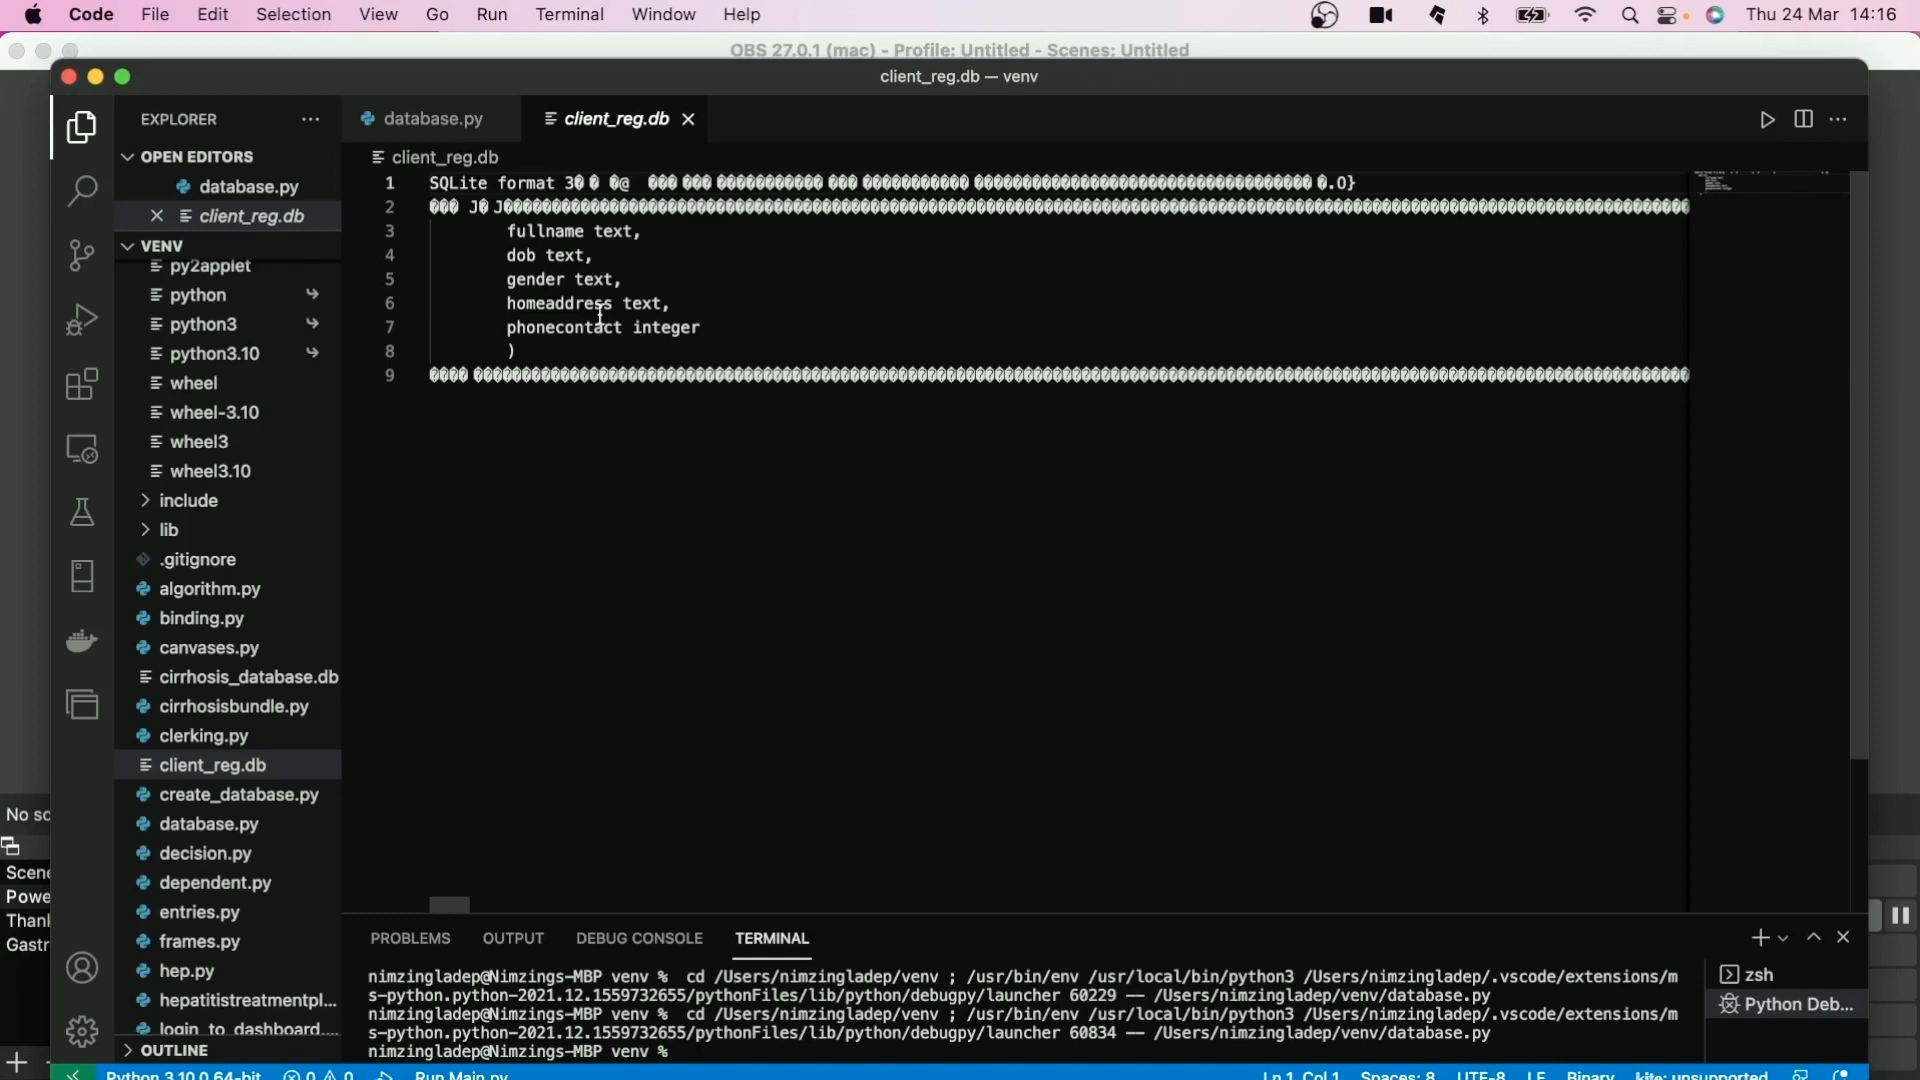 Code File Edit Selection View Go Run Terminal Window Help
Thu 24 Mar 14:16
OBS 27.0.1 (mac) - Profile: Untitled - Scenes: Untitled
client_reg.db — venv
EXPLORER
database.py
client_reg.db
OPEN EDITORS
database.py
client_reg.db
VENV
py2applet
python
python3
python3.10
wheel
wheel-3.10
wheel3
wheel3.10
include
lib
.gitignore
algorithm.py
binding.py
canvases.py
cirrhosis_database.db
cirrhosisbundle.py
clerking.py
client_reg.db
create_database.py
database.py
decision.py
dependent.py
entries.py
frames.py
hep.py
hepatitistreatmentpl...
login_to_dashboard....
OUTLINE
client_reg.db
1 SQLite format 3 @ .O}
2 J J
3 fullname text,
4 dob text,
5 gender text,
6 homeaddress text,
7 phonecontact integer
8 )
9
PROBLEMS OUTPUT DEBUG CONSOLE TERMINAL
nimzingladep@Nimzings-MBP venv % cd /Users/nimzingladep/venv ; /usr/bin/env /usr/local/bin/python3 /Users/nimzingladep/.vscode/extensions/m
s-python.python-2021.12.1559732655/pythonFiles/lib/python/debugpy/launcher 60229 -- /Users/nimzingladep/venv/database.py
nimzingladep@Nimzings-MBP venv % cd /Users/nimzingladep/venv ; /usr/bin/env /usr/local/bin/python3 /Users/nimzingladep/.vscode/extensions/m
s-python.python-2021.12.1559732655/pythonFiles/lib/python/debugpy/launcher 60834 -- /Users/nimzingladep/venv/database.py
nimzingladep@Nimzings-MBP venv %
zsh
Python Deb...
No sc
Scene
Powe
Thank
Gastr
Python 3.10.0 64-bit 0 0 Run Main.py
Ln 1, Col 1 Spaces: 8 UTF-8 LF Binary kite: unsupported